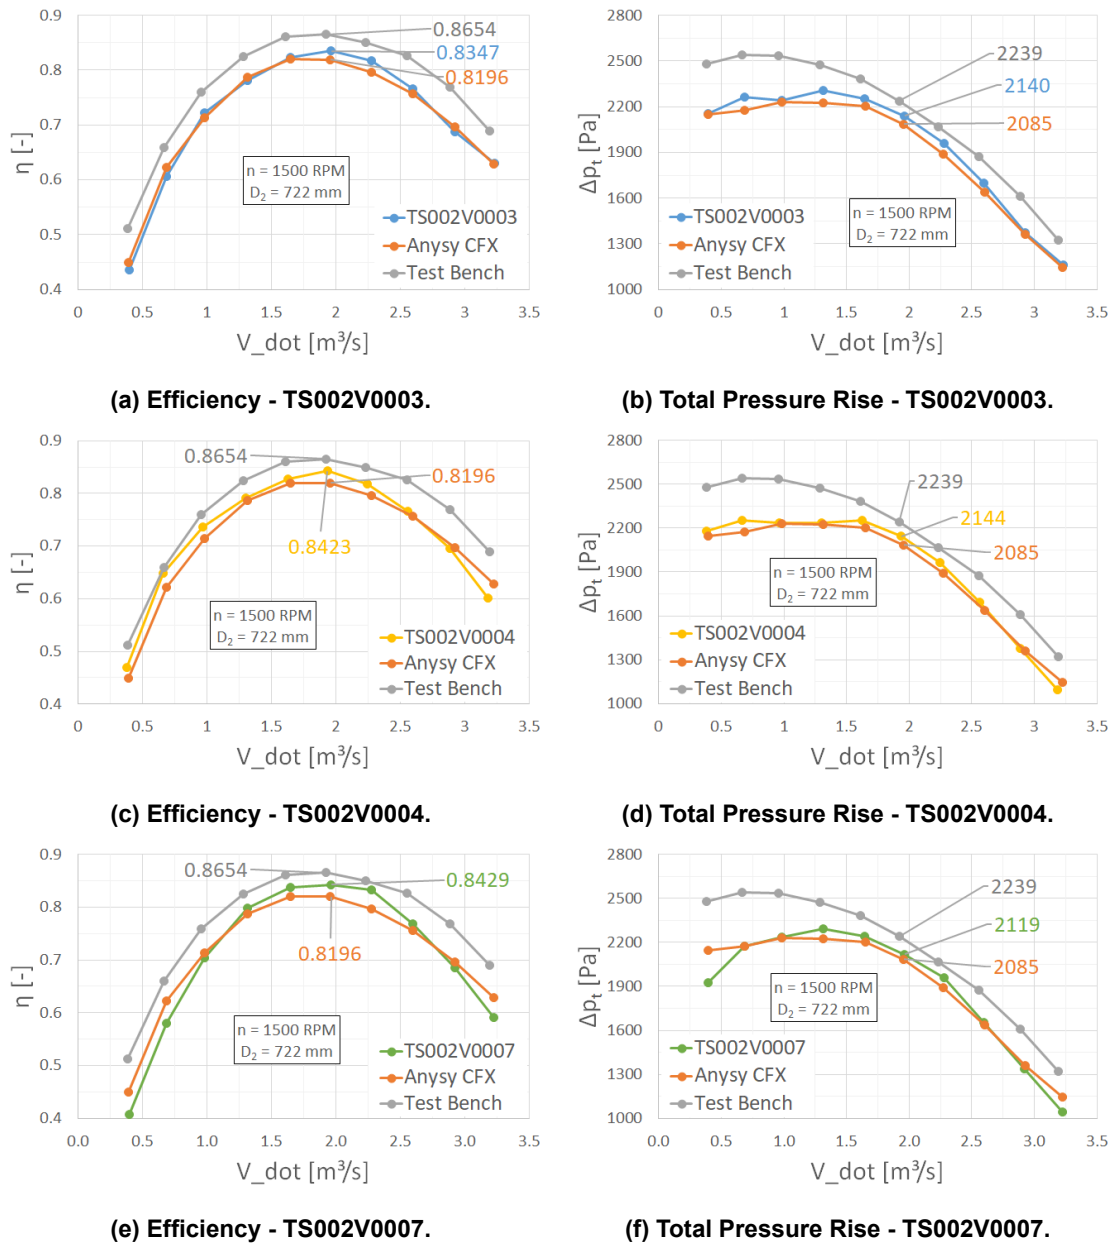 0.9
0.8
0.7
0.6
0.5
0.4
η [-]
0 0.5 1 1.5 2 2.5 3 3.5
V_dot [m³/s]
0.8654
0.8347
0.8196
n = 1500 RPM
D₂ = 722 mm
TS002V0003
Anysy CFX
Test Bench
(a) Efficiency - TS002V0003.
2800
2500
2200
1900
1600
1300
1000
Δpₜ [Pa]
0 0.5 1 1.5 2 2.5 3 3.5
V_dot [m³/s]
2239
2140
2085
n = 1500 RPM
D₂ = 722 mm
TS002V0003
Anysy CFX
Test Bench
(b) Total Pressure Rise - TS002V0003.
0.9
0.8
0.7
0.6
0.5
0.4
η [-]
0 0.5 1 1.5 2 2.5 3 3.5
V_dot [m³/s]
0.8654
0.8196
0.8423
n = 1500 RPM
D₂ = 722 mm
TS002V0004
Anysy CFX
Test Bench
(c) Efficiency - TS002V0004.
2800
2500
2200
1900
1600
1300
1000
Δpₜ [Pa]
0 0.5 1 1.5 2 2.5 3 3.5
V_dot [m³/s]
2239
2144
2085
n = 1500 RPM
D₂ = 722 mm
TS002V0004
Anysy CFX
Test Bench
(d) Total Pressure Rise - TS002V0004.
0.9
0.8
0.7
0.6
0.5
0.4
η [-]
0.0 0.5 1.0 1.5 2.0 2.5 3.0 3.5
V_dot [m³/s]
0.8654
0.8429
0.8196
n = 1500 RPM
D₂ = 722 mm
TS002V0007
Anysy CFX
Test Bench
(e) Efficiency - TS002V0007.
2800
2500
2200
1900
1600
1300
1000
Δpₜ [Pa]
0.0 0.5 1.0 1.5 2.0 2.5 3.0 3.5
V_dot [m³/s]
2239
2119
2085
n = 1500 RPM
D₂ = 722 mm
TS002V0007
Anysy CFX
Test Bench
(f) Total Pressure Rise - TS002V0007.